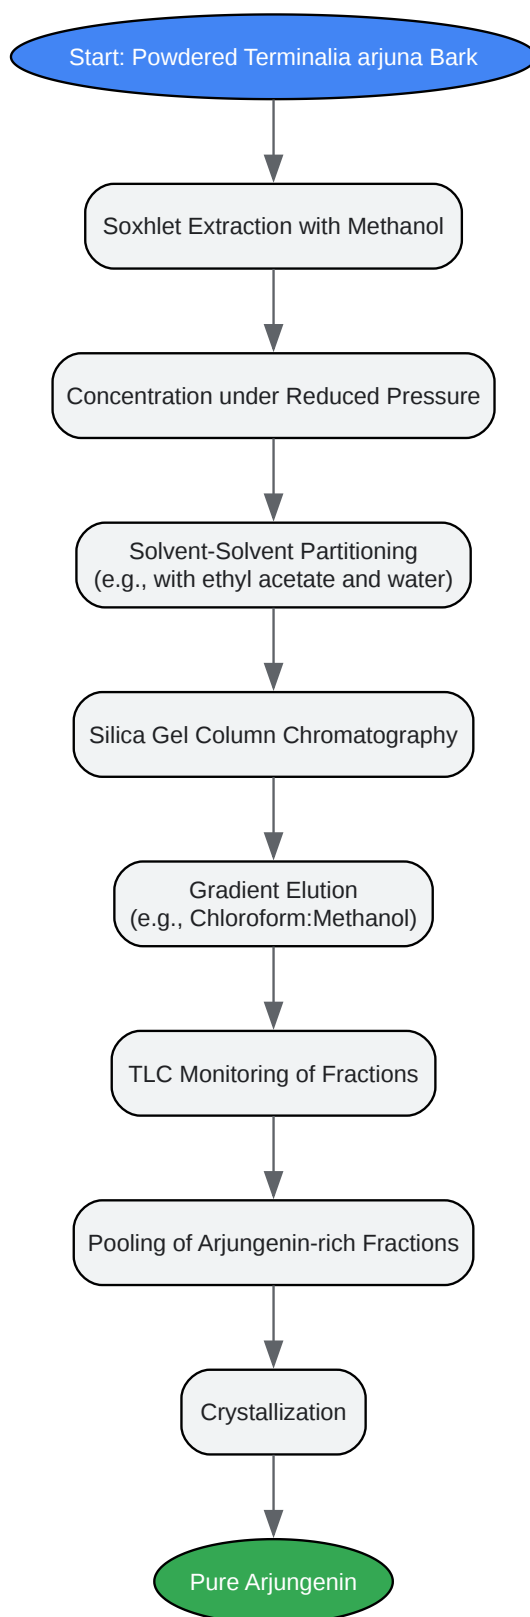 Start: Powdered Terminalia arjuna Bark
Soxhlet Extraction with Methanol
Concentration under Reduced Pressure
Solvent-Solvent Partitioning
(e.g., with ethyl acetate and water)
Silica Gel Column Chromatography
Gradient Elution
(e.g., Chloroform:Methanol)
TLC Monitoring of Fractions
Pooling of Arjungenin-rich Fractions
Crystallization
Pure Arjungenin